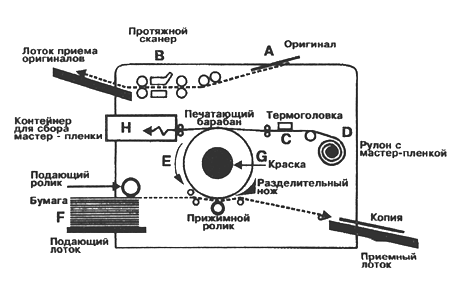 Протяжной
сканер
B
Оригинал
A
Лоток приема
оригиналов
Контейнер
для сбора
мастер - пленки
H
Печатающий
барабан
Термоголовка
C
D
Рулон с
мастер-пленкой
E
G
Краска
Подающий
ролик
Разделительный
нож
Бумага
F
Прижимной
ролик
Копия
Подающий
лоток
Приемный
лоток